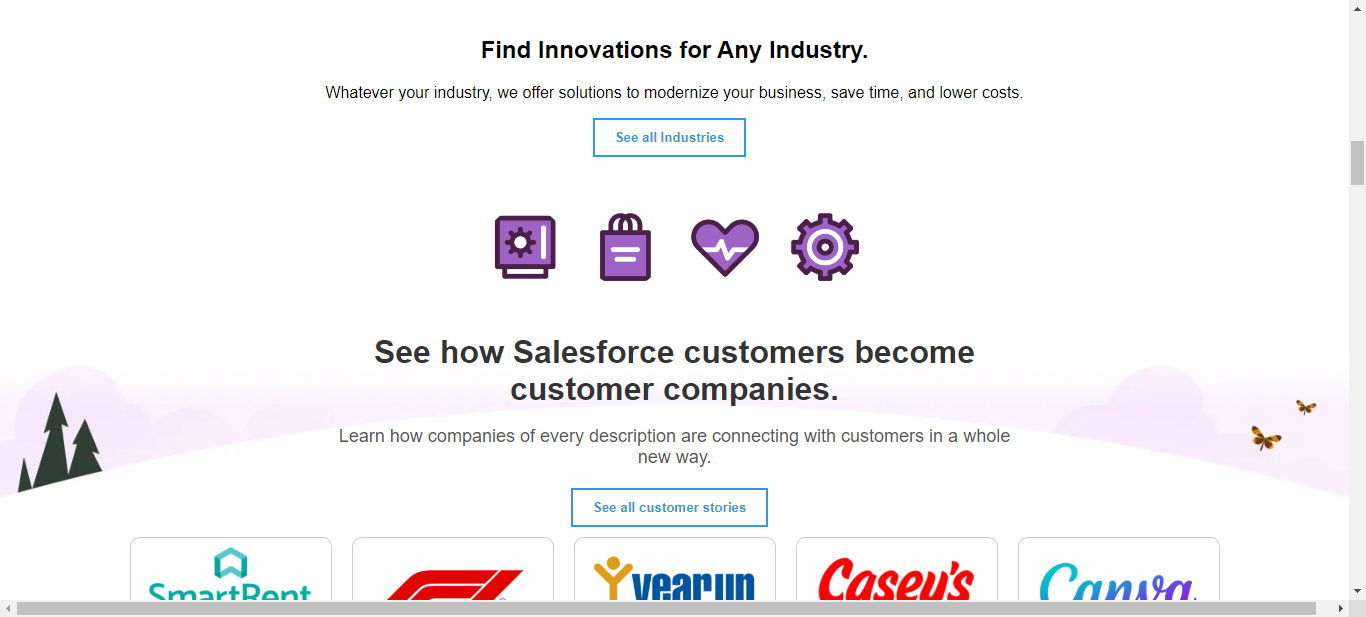 Find Innovations for Any Industry.
Whatever your industry, we offer solutions to modernize your business, save time, and lower costs.
See all Industries
See how Salesforce customers become
customer companies.
Learn how companies of every description are connecting with customers in a whole
new way.
See all customer stories
SmartRent
year up
Casey's
Canva